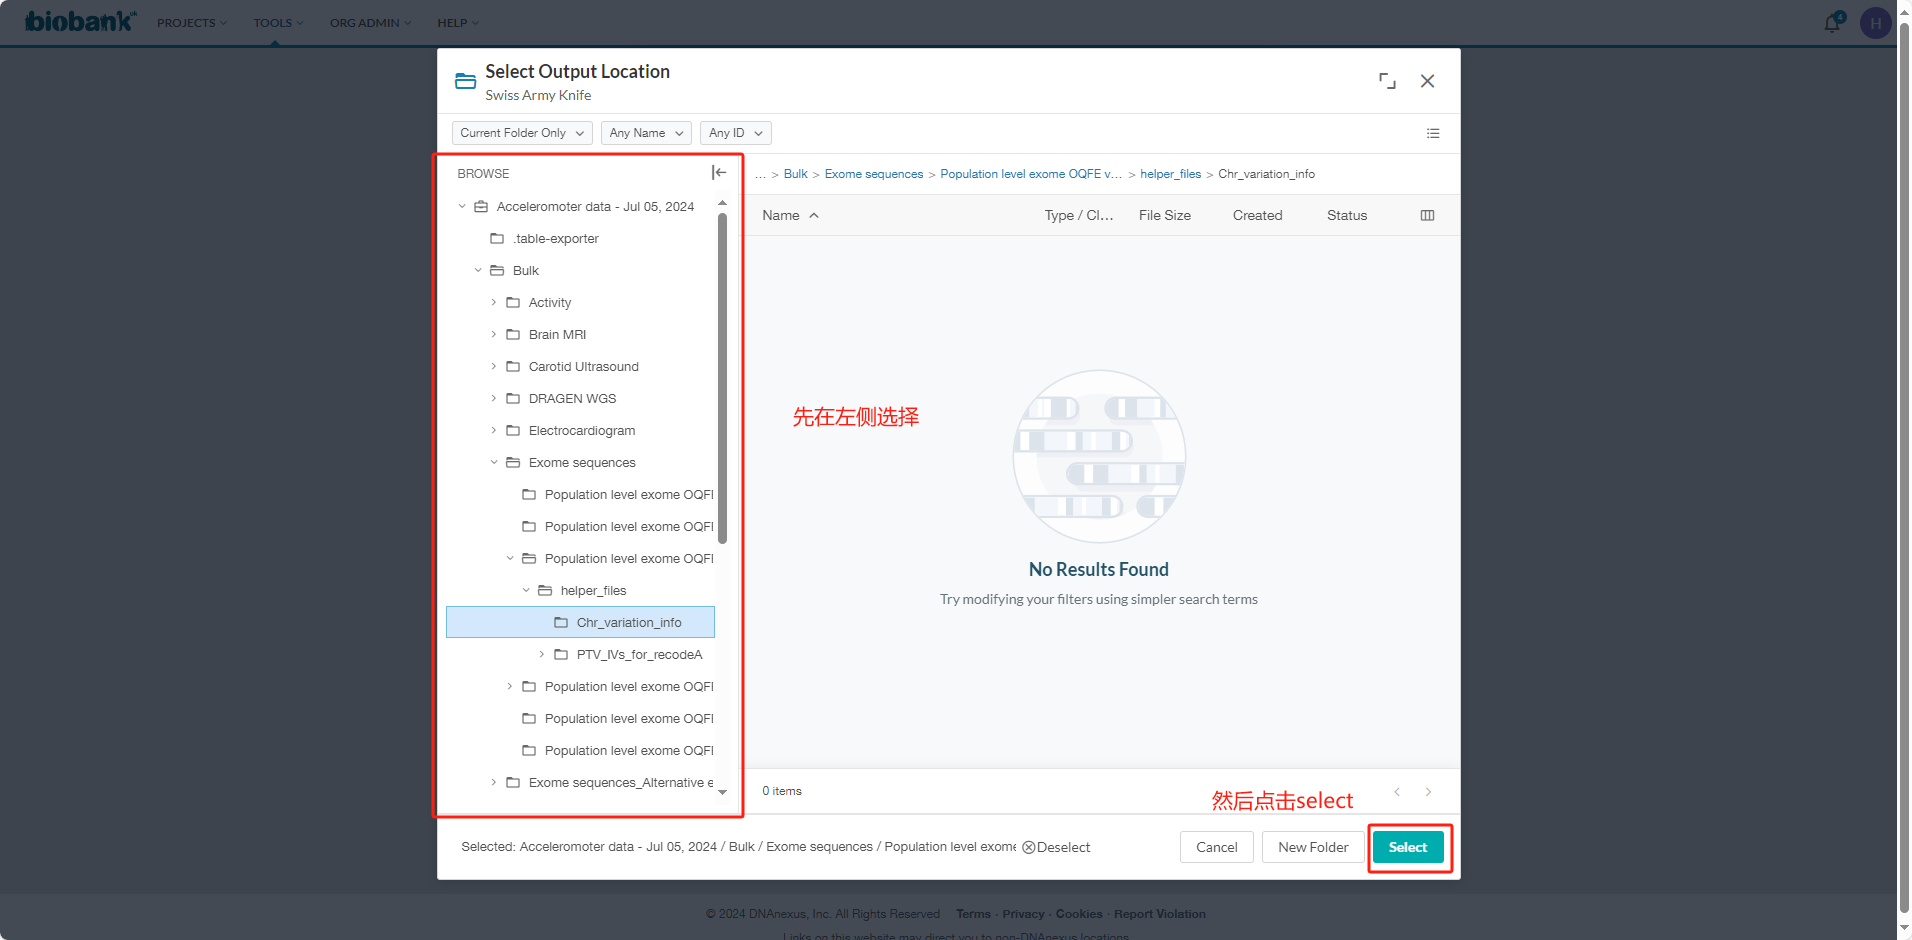 biobank uk
PROJECTS
TOOLS
ORG ADMIN
HELP
4
H
Select Output Location
Swiss Army Knife
Current Folder Only
Any Name
Any ID
BROWSE
... > Bulk > Exome sequences > Population level exome OQFE v... > helper_files > Chr_variation_info
Acceleromoter data - Jul 05, 2024
.table-exporter
Bulk
Activity
Brain MRI
Carotid Ultrasound
DRAGEN WGS
Electrocardiogram
Exome sequences
Population level exome OQFI
Population level exome OQFI
Population level exome OQFI
helper_files
Chr_variation_info
PTV_IVs_for_recodeA
Population level exome OQFI
Population level exome OQFI
Population level exome OQFI
Exome sequences_Alternative e
Name
Type / Cl...
File Size
Created
Status
先在左侧选择
No Results Found
Try modifying your filters using simpler search terms
0 items
然后点击select
Selected: Acceleromoter data - Jul 05, 2024 / Bulk / Exome sequences / Population level exome
Deselect
Cancel
New Folder
Select
© 2024 DNAnexus, Inc. All Rights Reserved
Terms · Privacy · Cookies · Report Violation
Links on this website may direct you to non-DNAnexus locations.